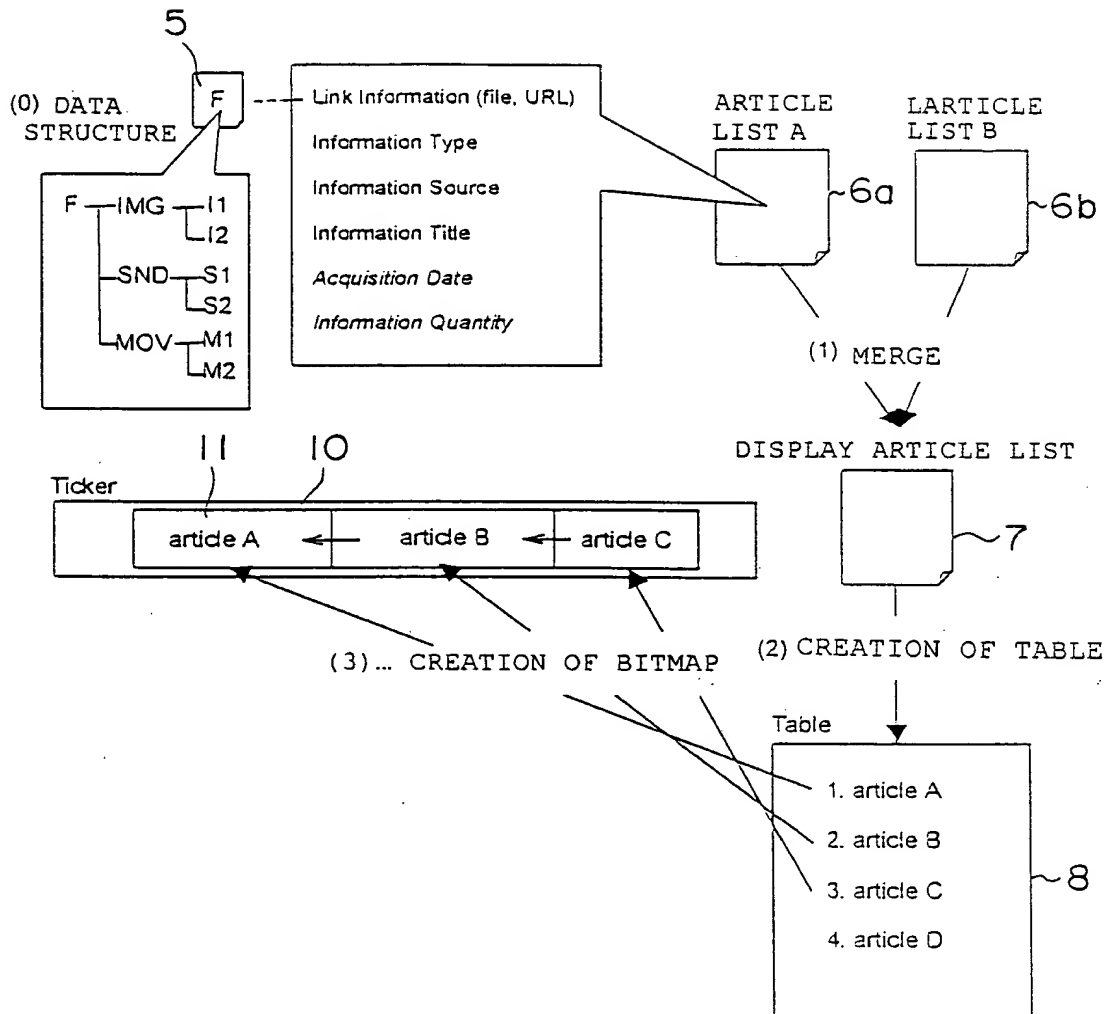 5
(0) DATA
STRUCTURE
F
F IMG I1
I2
SND S1
S2
MOV M1
M2
Link Information (file, URL)
Information Type
Information Source
Information Title
Acquisition Date
Information Quantity
ARTICLE
LIST A
6a
LARTICLE
LIST B
6b
(1) MERGE
DISPLAY ARTICLE LIST
7
11
10
Ticker
article A
article B
article C
(3)... CREATION OF BITMAP
(2) CREATION OF TABLE
Table
1. article A
2. article B
3. article C
4. article D
8